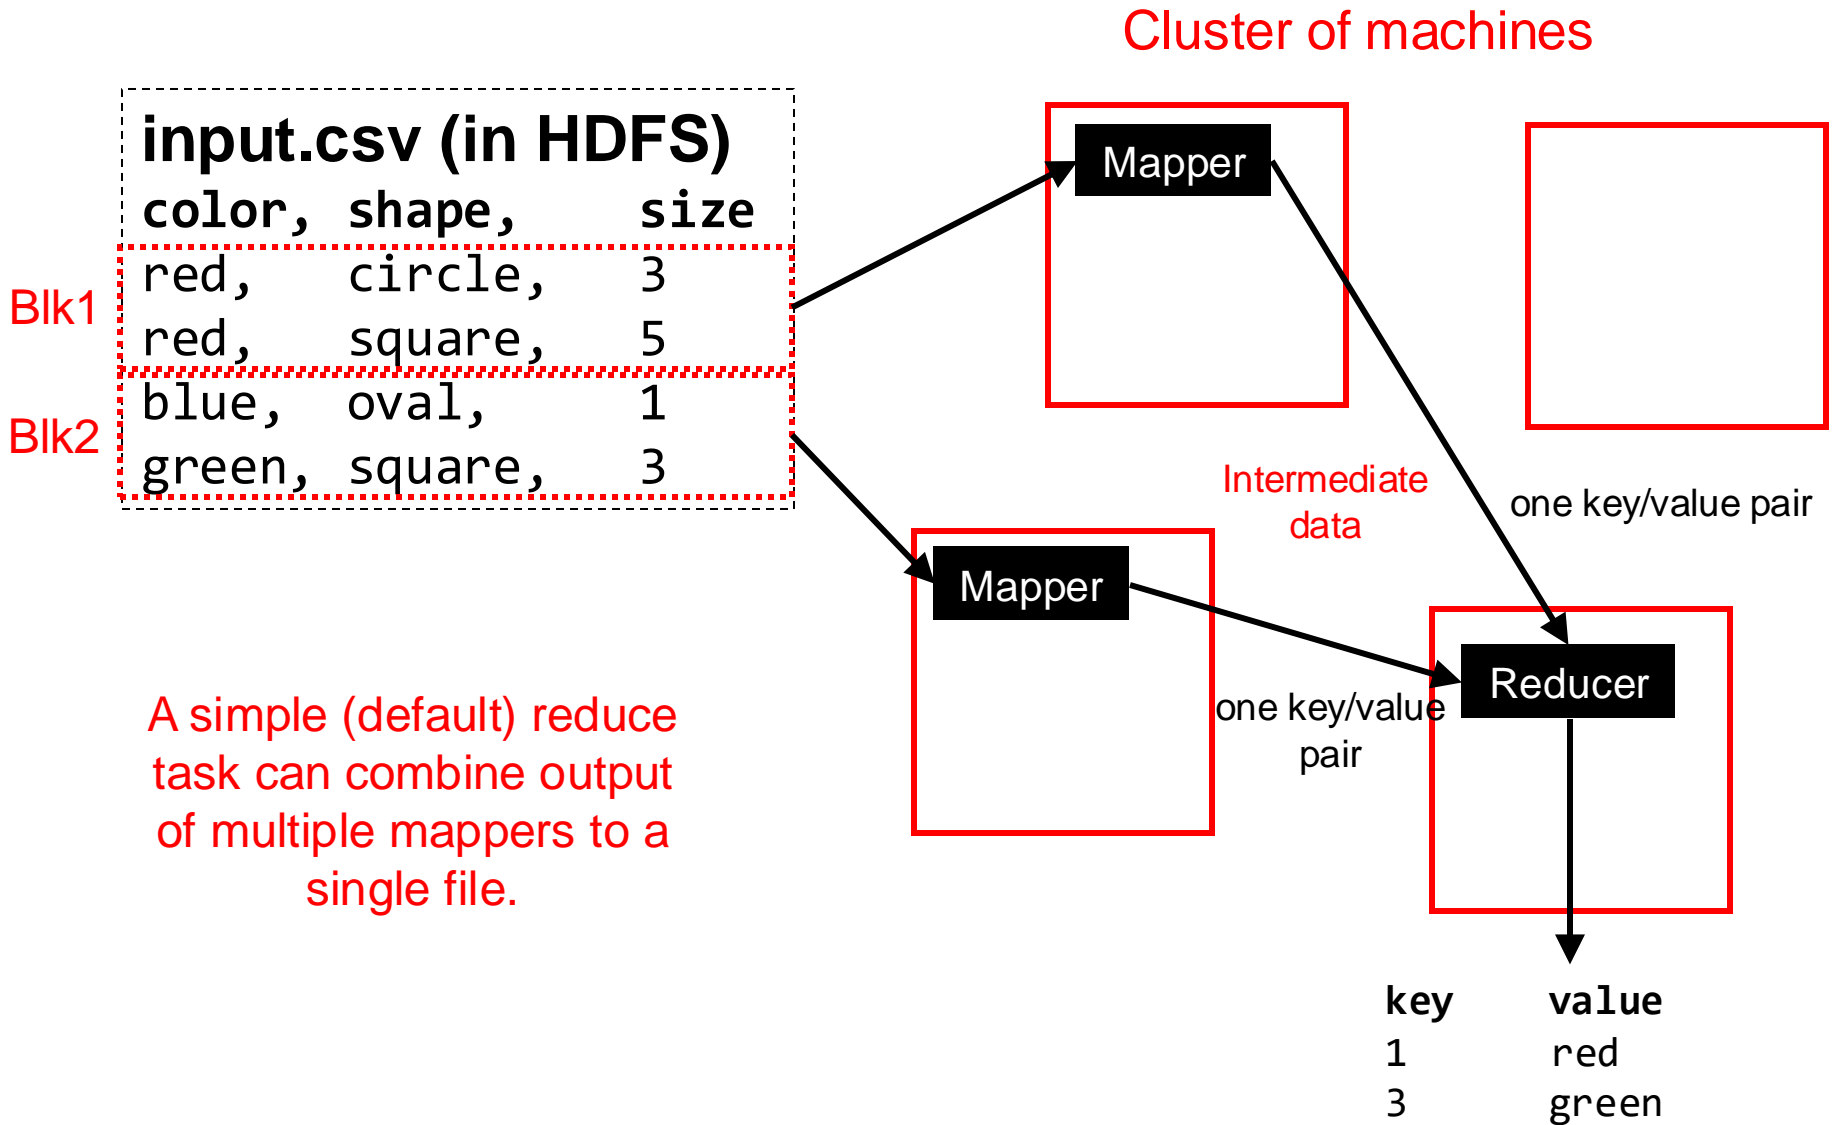 Cluster of machines
input.csv (in HDFS)
color, shape, size
Blk1
red, circle, 3
red, square, 5
Blk2
blue, oval, 1
green, square, 3
Mapper
Intermediate
data
one key/value pair
Mapper
one key/value
pair
Reducer
A simple (default) reduce
task can combine output
of multiple mappers to a
single file.
key value
1 red
3 green